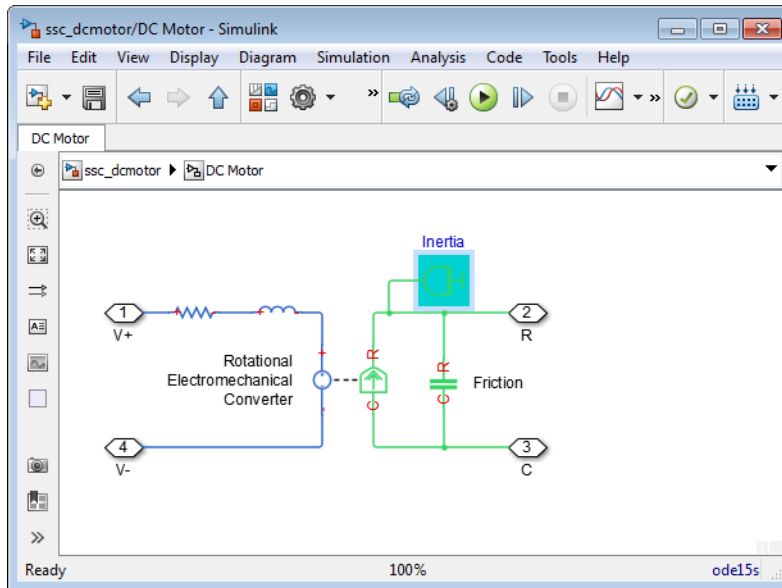 ssc_dcmotor/DC Motor - Simulink
File Edit View Display Diagram Simulation Analysis Code Tools Help
» »
DC Motor
ssc_dcmotor DC Motor
Inertia
1
V+
+ +
2
R
Rotational
Electromechanical
Converter
+
-
R
C
R
C
Friction
4
V-
3
C
A
»
Ready 100% ode15s